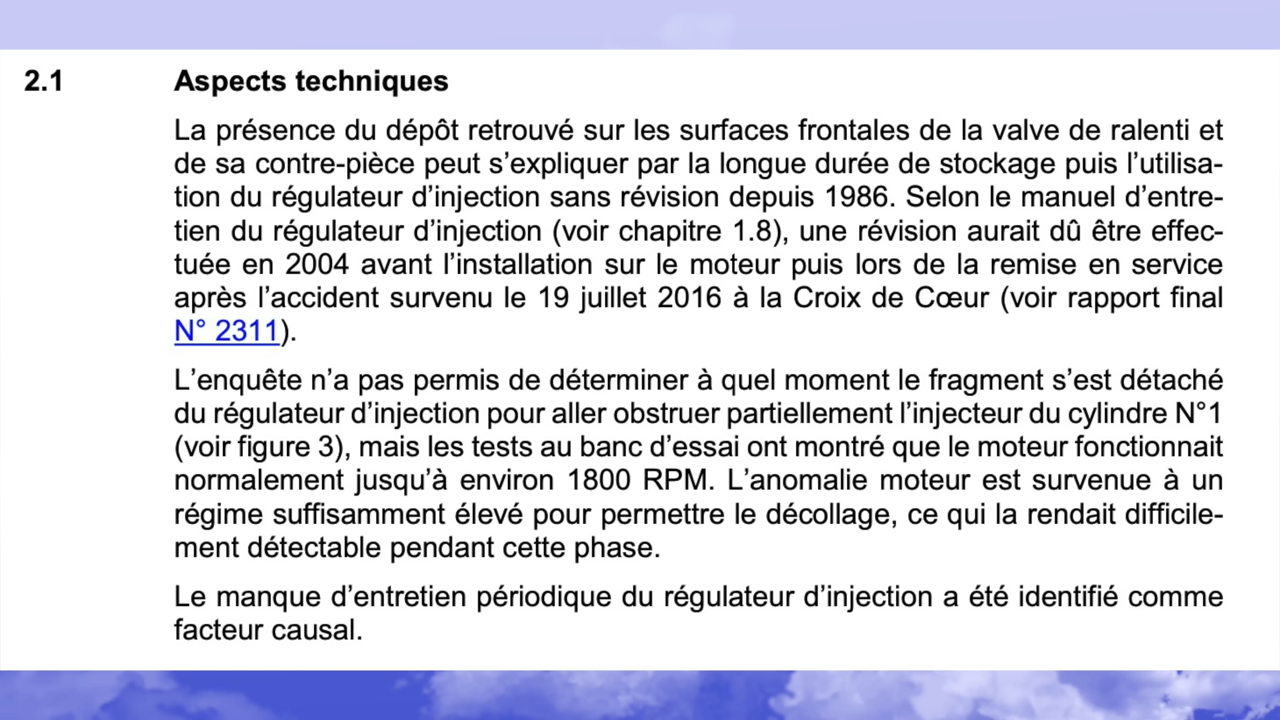 2.1 Aspects techniques
La présence du dépôt retrouvé sur les surfaces frontales de la valve de ralenti et
de sa contre-pièce peut s’expliquer par la longue durée de stockage puis l’utilisa-
tion du régulateur d’injection sans révision depuis 1986. Selon le manuel d’entre-
tien du régulateur d’injection (voir chapitre 1.8), une révision aurait dû être effec-
tuée en 2004 avant l’installation sur le moteur puis lors de la remise en service
après l’accident survenu le 19 juillet 2016 à la Croix de Cœur (voir rapport final
N° 2311).
L’enquête n’a pas permis de déterminer à quel moment le fragment s’est détaché
du régulateur d’injection pour aller obstruer partiellement l’injecteur du cylindre N°1
(voir figure 3), mais les tests au banc d’essai ont montré que le moteur fonctionnait
normalement jusqu’à environ 1800 RPM. L’anomalie moteur est survenue à un
régime suffisamment élevé pour permettre le décollage, ce qui la rendait difficile-
ment détectable pendant cette phase.
Le manque d’entretien périodique du régulateur d’injection a été identifié comme
facteur causal.